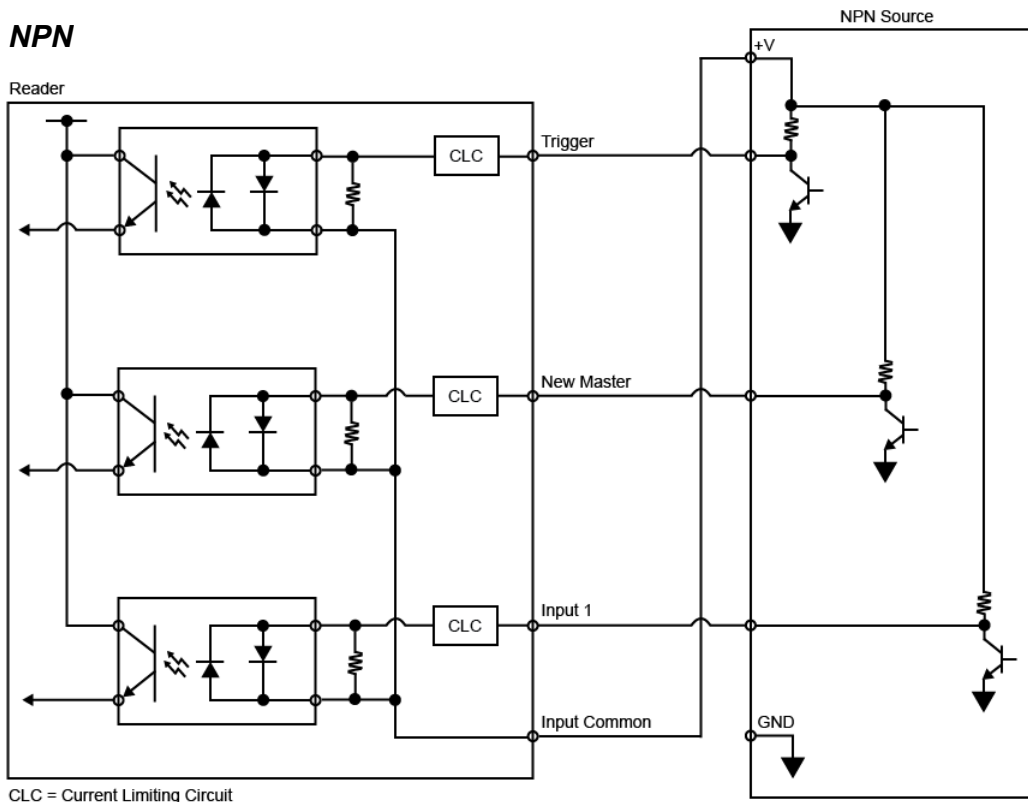 NPN
NPN Source
Reader
+V
CLC
Trigger
CLC
New Master
CLC
Input 1
Input Common
GND
CLC = Current Limiting Circuit